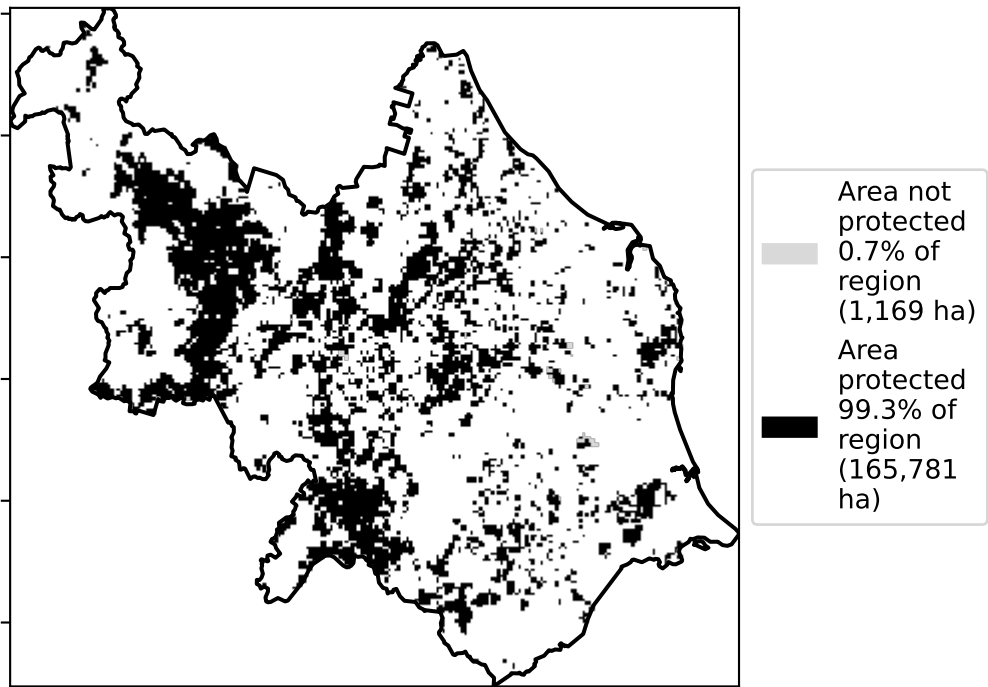 Area not
protected
0.7% of
region
(1,169 ha)
Area
protected
99.3% of
region
(165,781
ha)